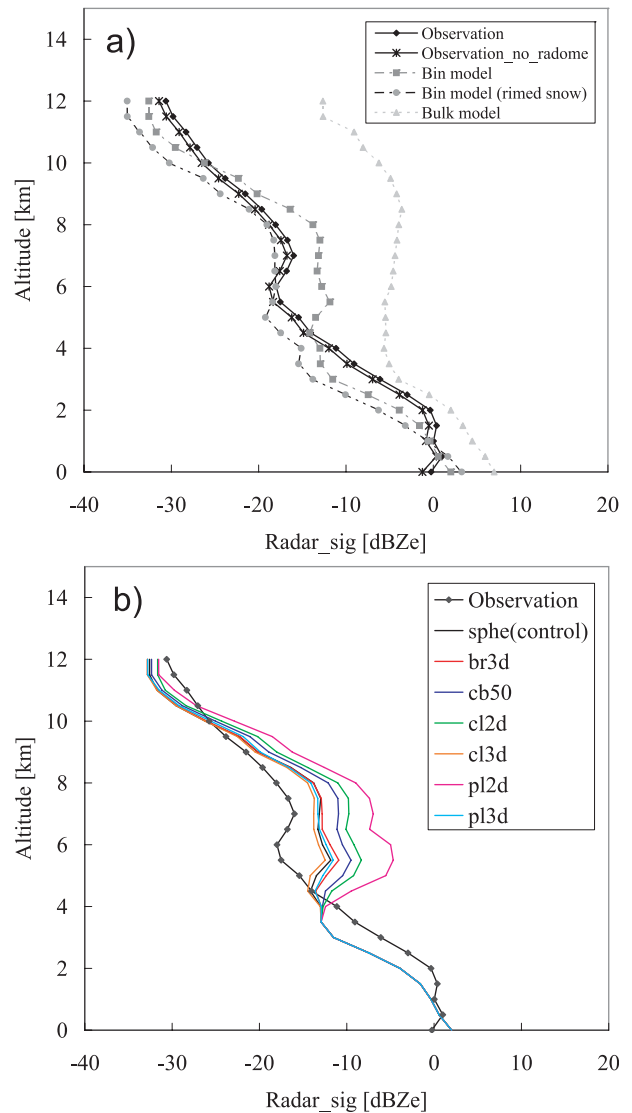 a)
Observation
Observation_no_radome
Bin model
Bin model (rimed snow)
Bulk model
14
12
10
8
6
4
2
0
Altitude [km]
-40 -30 -20 -10 0 10 20
Radar_sig [dBZe]
b)
Observation
sphe(control)
br3d
cb50
cl2d
cl3d
pl2d
pl3d
14
12
10
8
6
4
2
0
Altitude [km]
-40 -30 -20 -10 0 10 20
Radar_sig [dBZe]